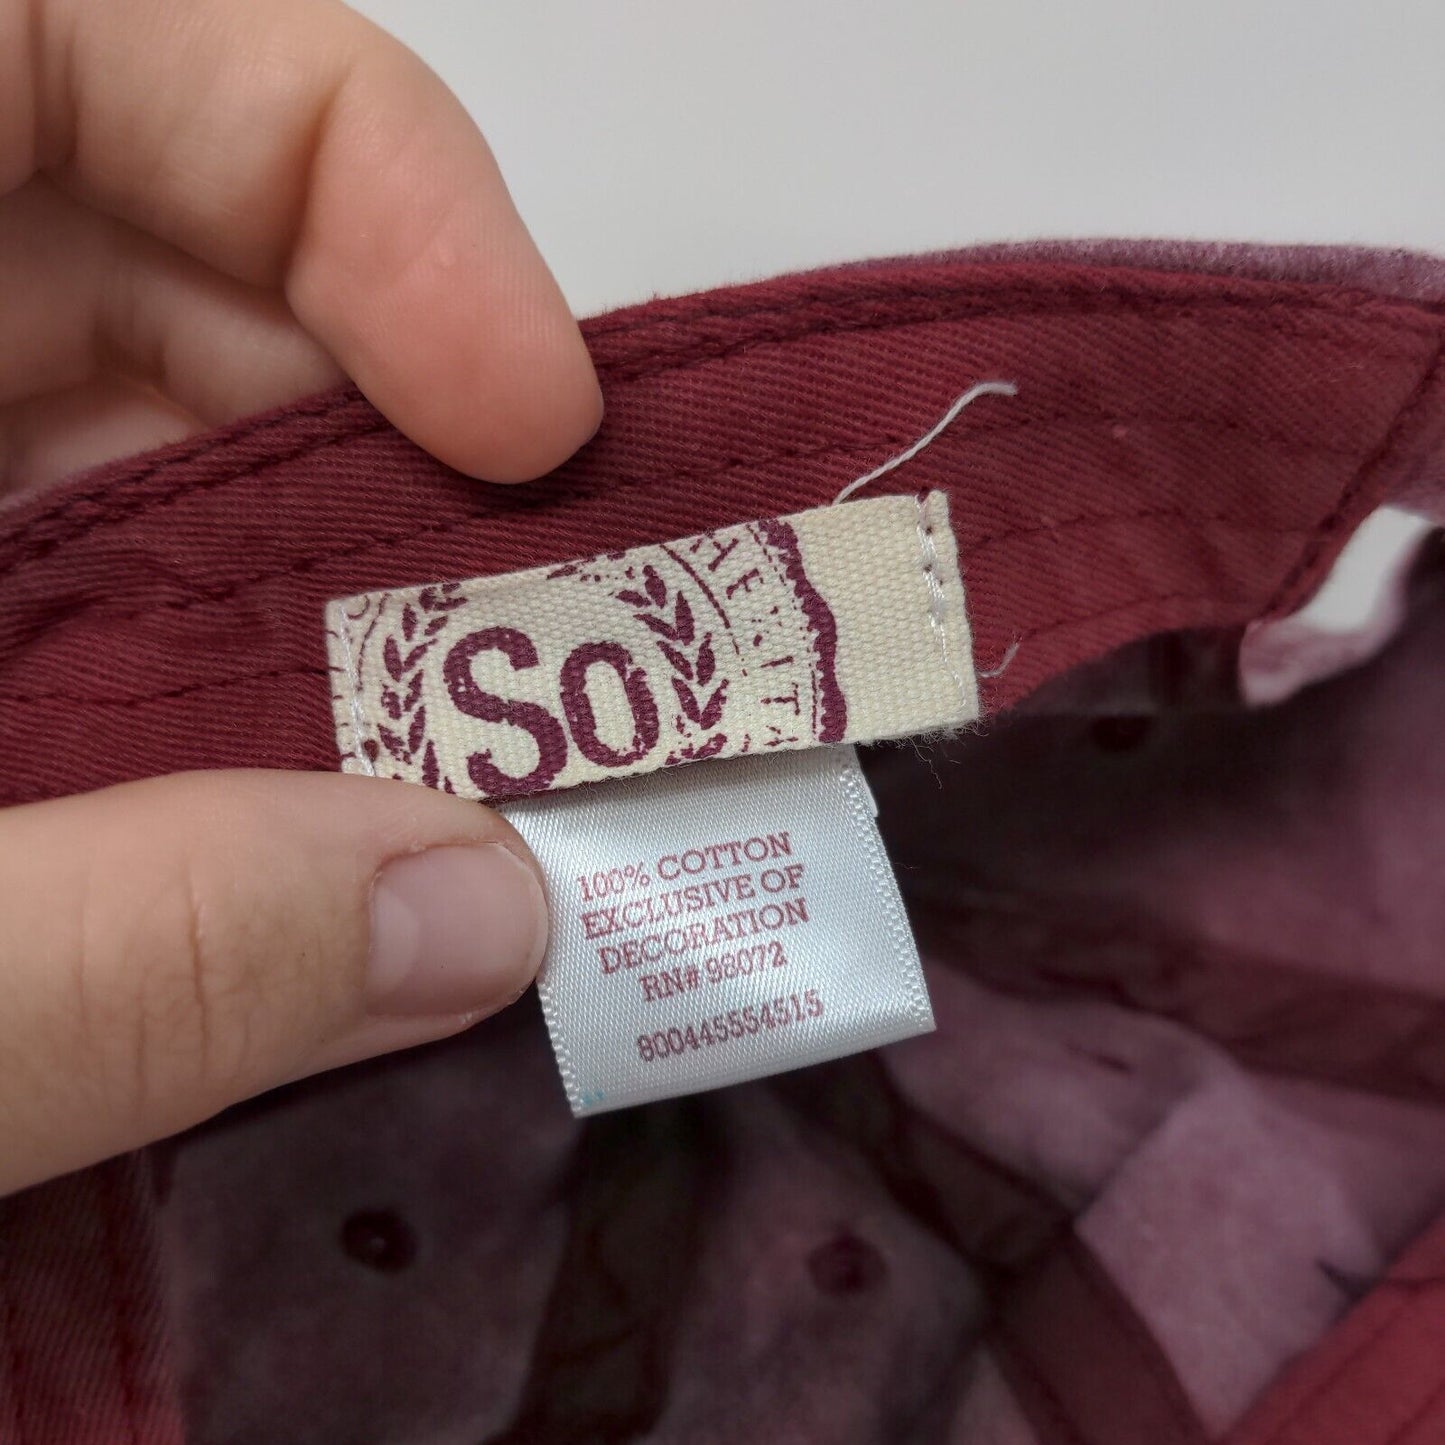 So
100% COTTON
EXCLUSIVE OF
DECORATION
RN# 98072
800445554515